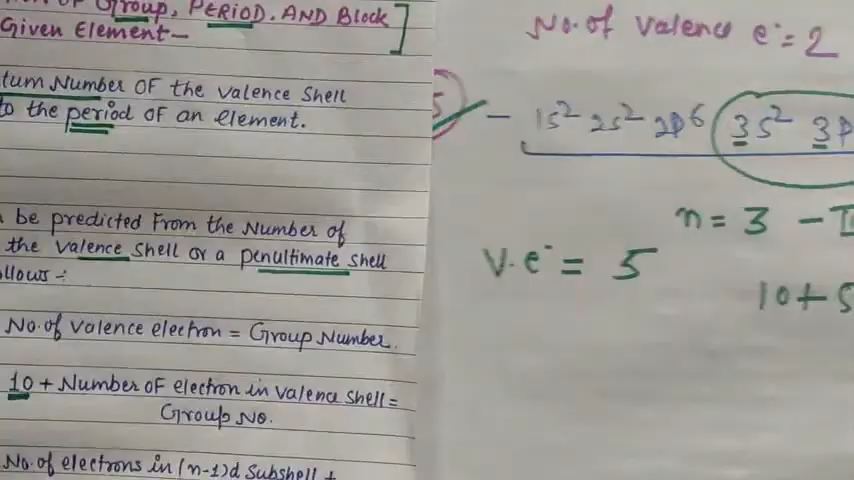 of Group, PERIOD. AND Block
Given Element—
tum Number OF the valence Shell
to the period OF an element.
be predicted From the Number of
the valence Shell or a penultimate shell
llows :-
No. of valence electron = Group Number.
10 + Number OF electron in valence shell =
Group No.
No. of electrons in (n-1)d Subshell +
No. of valence e⁻ = 2
5
- 1s² 2s² 2p⁶ 3s² 3p
n = 3 - I
V. e⁻ = 5
10 + 5